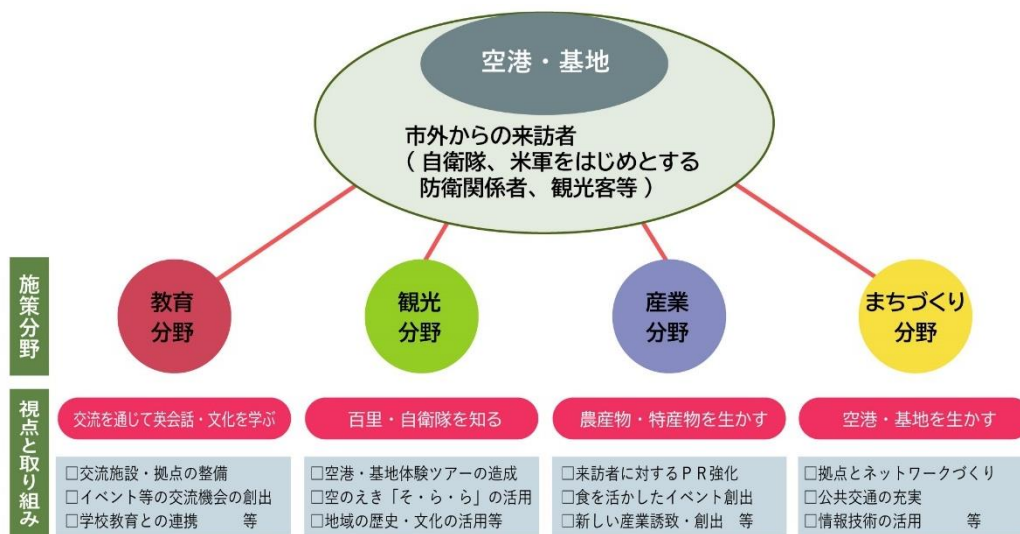 空港・基地
市外からの来訪者
（自衛隊、米軍をはじめとする
防衛関係者、観光客等）
施策分野
教育
分野
観光
分野
産業
分野
まちづくり
分野
視点と取り組み
交流を通じて英会話・文化を学ぶ
□交流施設・拠点の整備
□イベント等の交流機会の創出
□学校教育との連携　等
百里・自衛隊を知る
□空港・基地体験ツアーの造成
□空のえき「そ・ら・ら」の活用
□地域の歴史・文化の活用等
農産物・特産物を生かす
□来訪者に対するＰＲ強化
□食を活かしたイベント創出
□新しい産業誘致・創出　等
空港・基地を生かす
□拠点とネットワークづくり
□公共交通の充実
□情報技術の活用　等